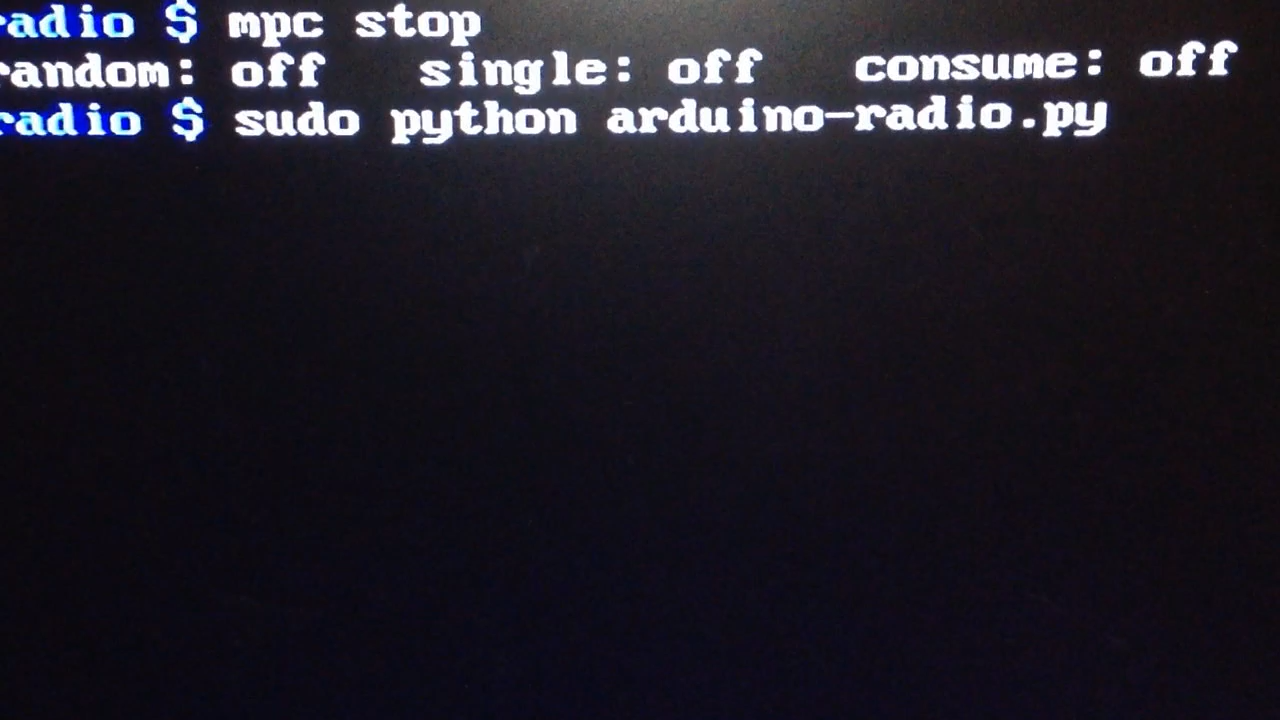 radio $ mpc stop
random: off   single: off   consume: off
radio $ sudo python arduino-radio.py